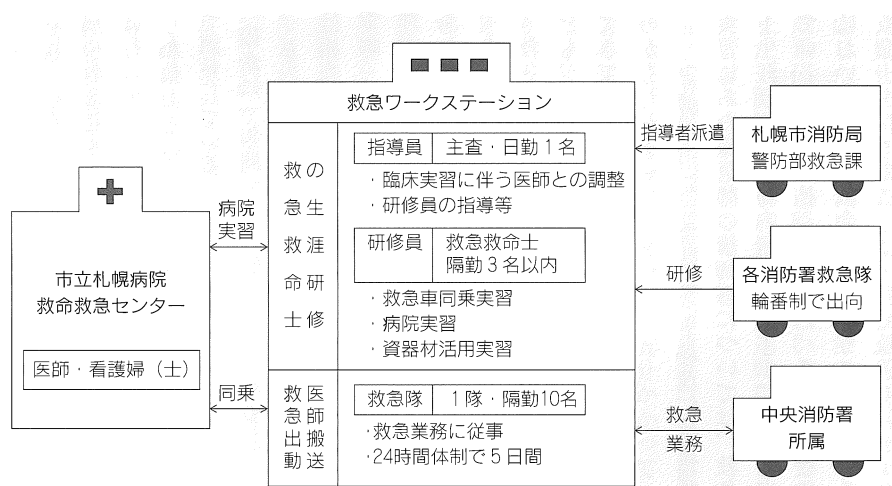 救急ワークステーション
救急救命士の生涯研修
指導員 主査・日勤1名
・臨床実習に伴う医師との調整
・研修員の指導等
研修員 救急救命士
隔勤3名以内
・救急車同乗実習
・病院実習
・資器材活用実習
救急出動医師搬送
救急隊 1隊・隔勤10名
・救急業務に従事
・24時間体制で5日間
病院
実習
同乗
市立札幌病院
救命救急センター
医師・看護婦(士)
指導者派遣
札幌市消防局
警防部救急課
研修
各消防署救急隊
輪番制で出向
救急
業務
中央消防署
所属